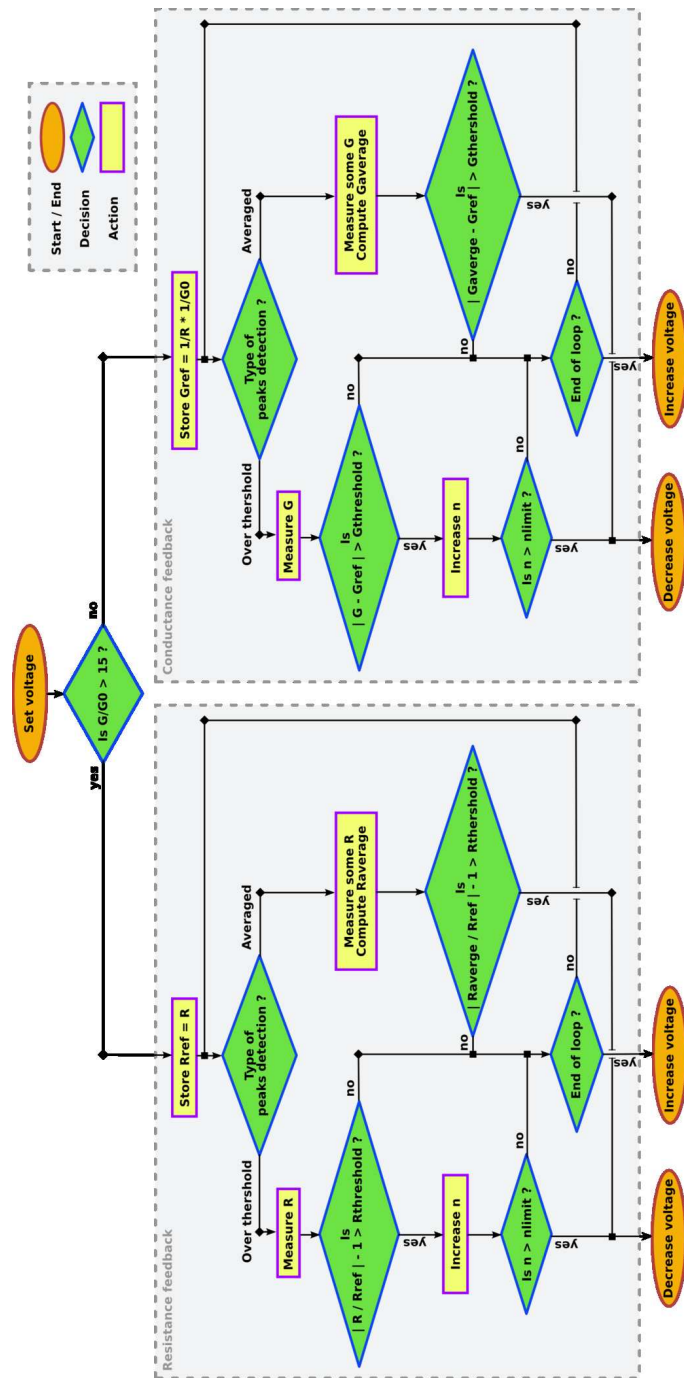 Set voltage
Is G/G0 > 15 ?
yes
no
Start / End
Decision
Action
Resistance feedback
Store Rref = R
Type of
peaks detection ?
Over thershold
Averaged
Measure R
Measure some R
Compute Raverage
Is
| R / Rref | - 1 > Rthreshold ?
no
yes
Is
| Raverge / Rref | - 1 > Rthershold ?
no
yes
Increase n
Is n > nlimit ?
no
yes
End of loop ?
no
yes
Decrease voltage
Increase voltage
Conductance feedback
Store Gref = 1/R * 1/G0
Type of
peaks detection ?
Over thershold
Averaged
Measure G
Measure some G
Compute Gaverage
Is
| G - Gref | > Gthreshold ?
no
yes
Is
| Gaverge - Gref | > Gthershold ?
no
yes
Increase n
Is n > nlimit ?
no
yes
End of loop ?
no
yes
Decrease voltage
Increase voltage